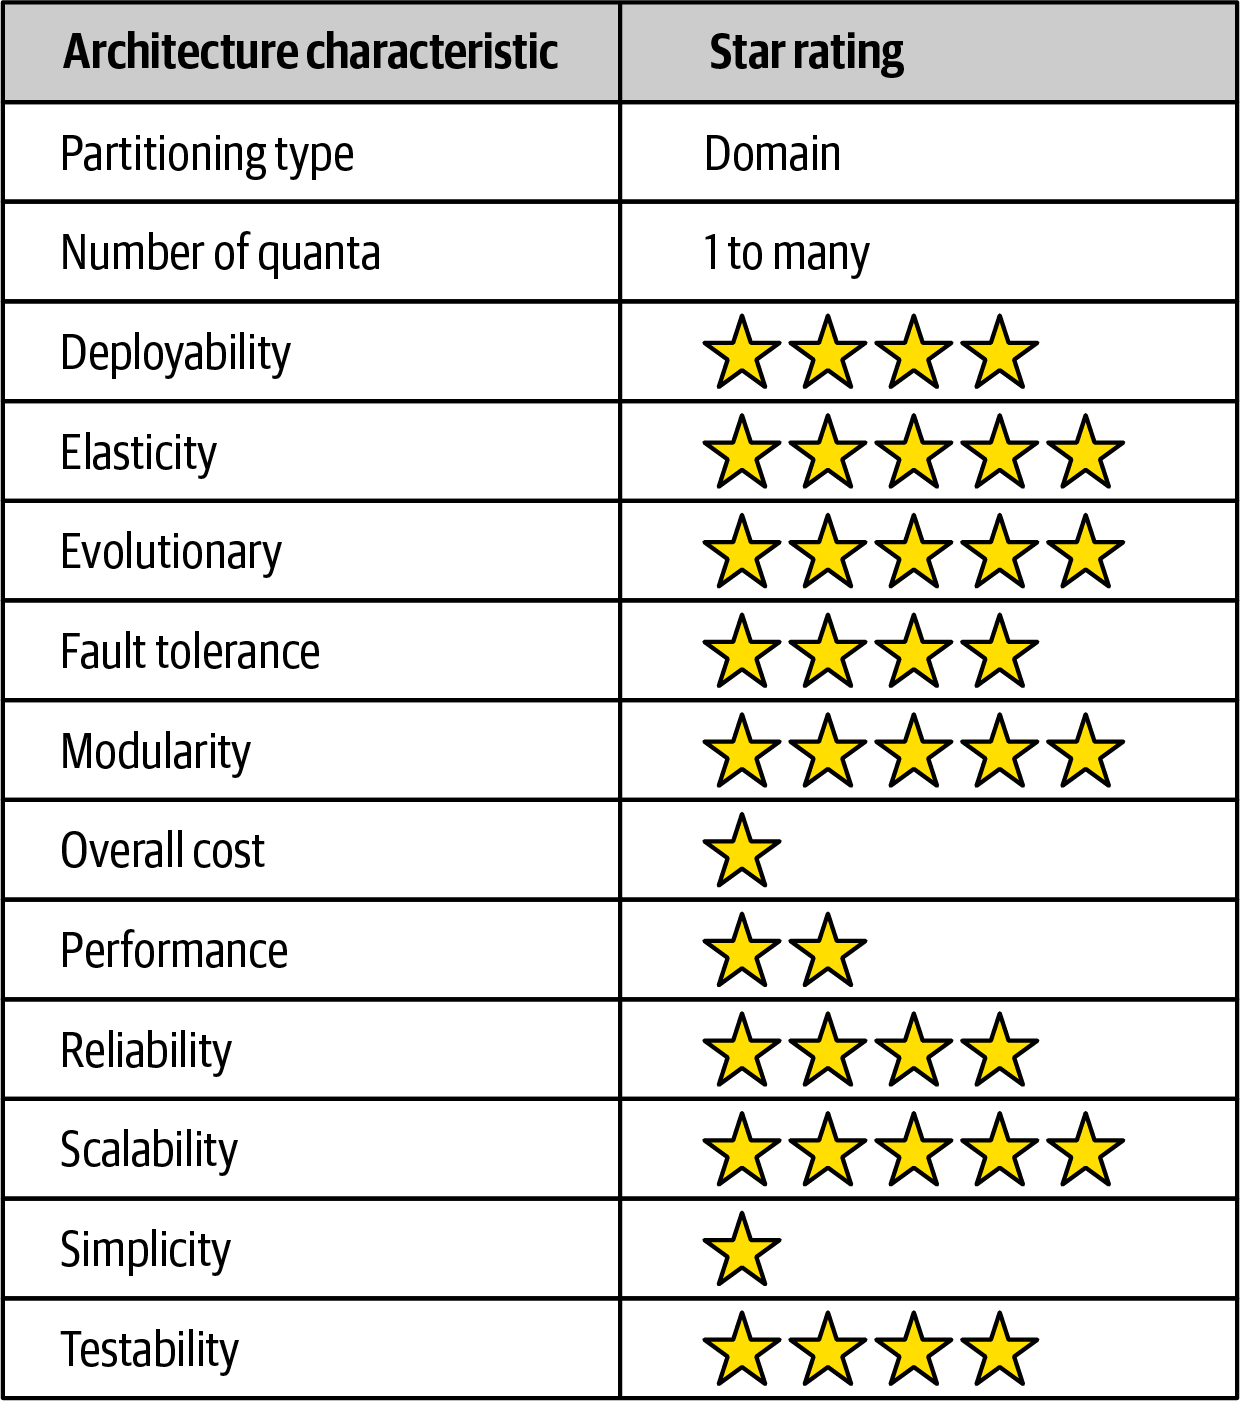 Architecture characteristic Star rating
Partitioning type Domain
Number of quanta 1 to many
Deployability
Elasticity
Evolutionary
Fault tolerance
Modularity
Overall cost
Performance
Reliability
Scalability
Simplicity
Testability